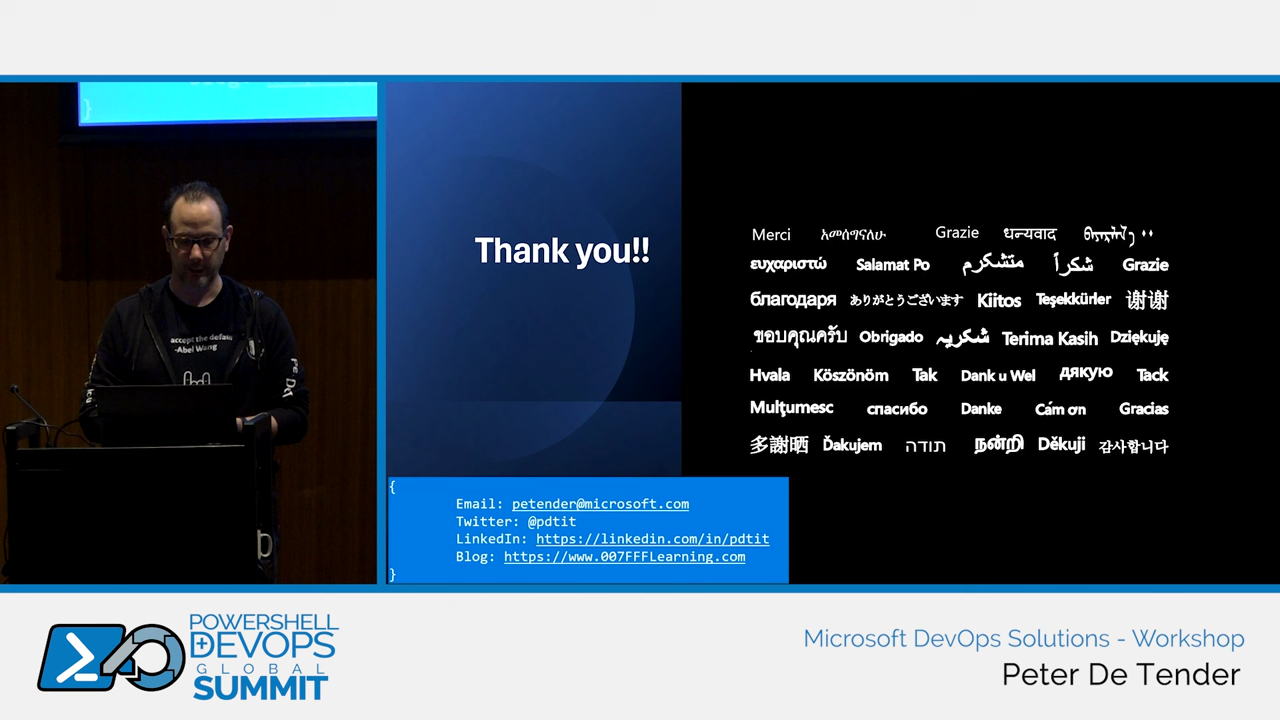 accept the defau
-Abel Wang
Thank you!!
Merci አመሰግናለሁ Grazie धन्यवाद
ευχαριστώ Salamat Po متشکرم شكراً Grazie
благодаря ありがとうございます Kiitos Teşekkürler 谢谢
ขอบคุณครับ Obrigado شکریہ Terima Kasih Dziękuję
Hvala Köszönöm Tak Dank u Wel дякую Tack
Mulţumesc спасибо Danke Cám ơn Gracias
多謝晒 Ďakujem תודה நன்றி Děkuji 감사합니다
{
Email: petender@microsoft.com
Twitter: @pdtit
LinkedIn: https://linkedin.com/in/pdtit
Blog: https://www.007FFFLearning.com
}
POWERSHELL
DEVOPS
GLOBAL
SUMMIT
Microsoft DevOps Solutions - Workshop
Peter De Tender